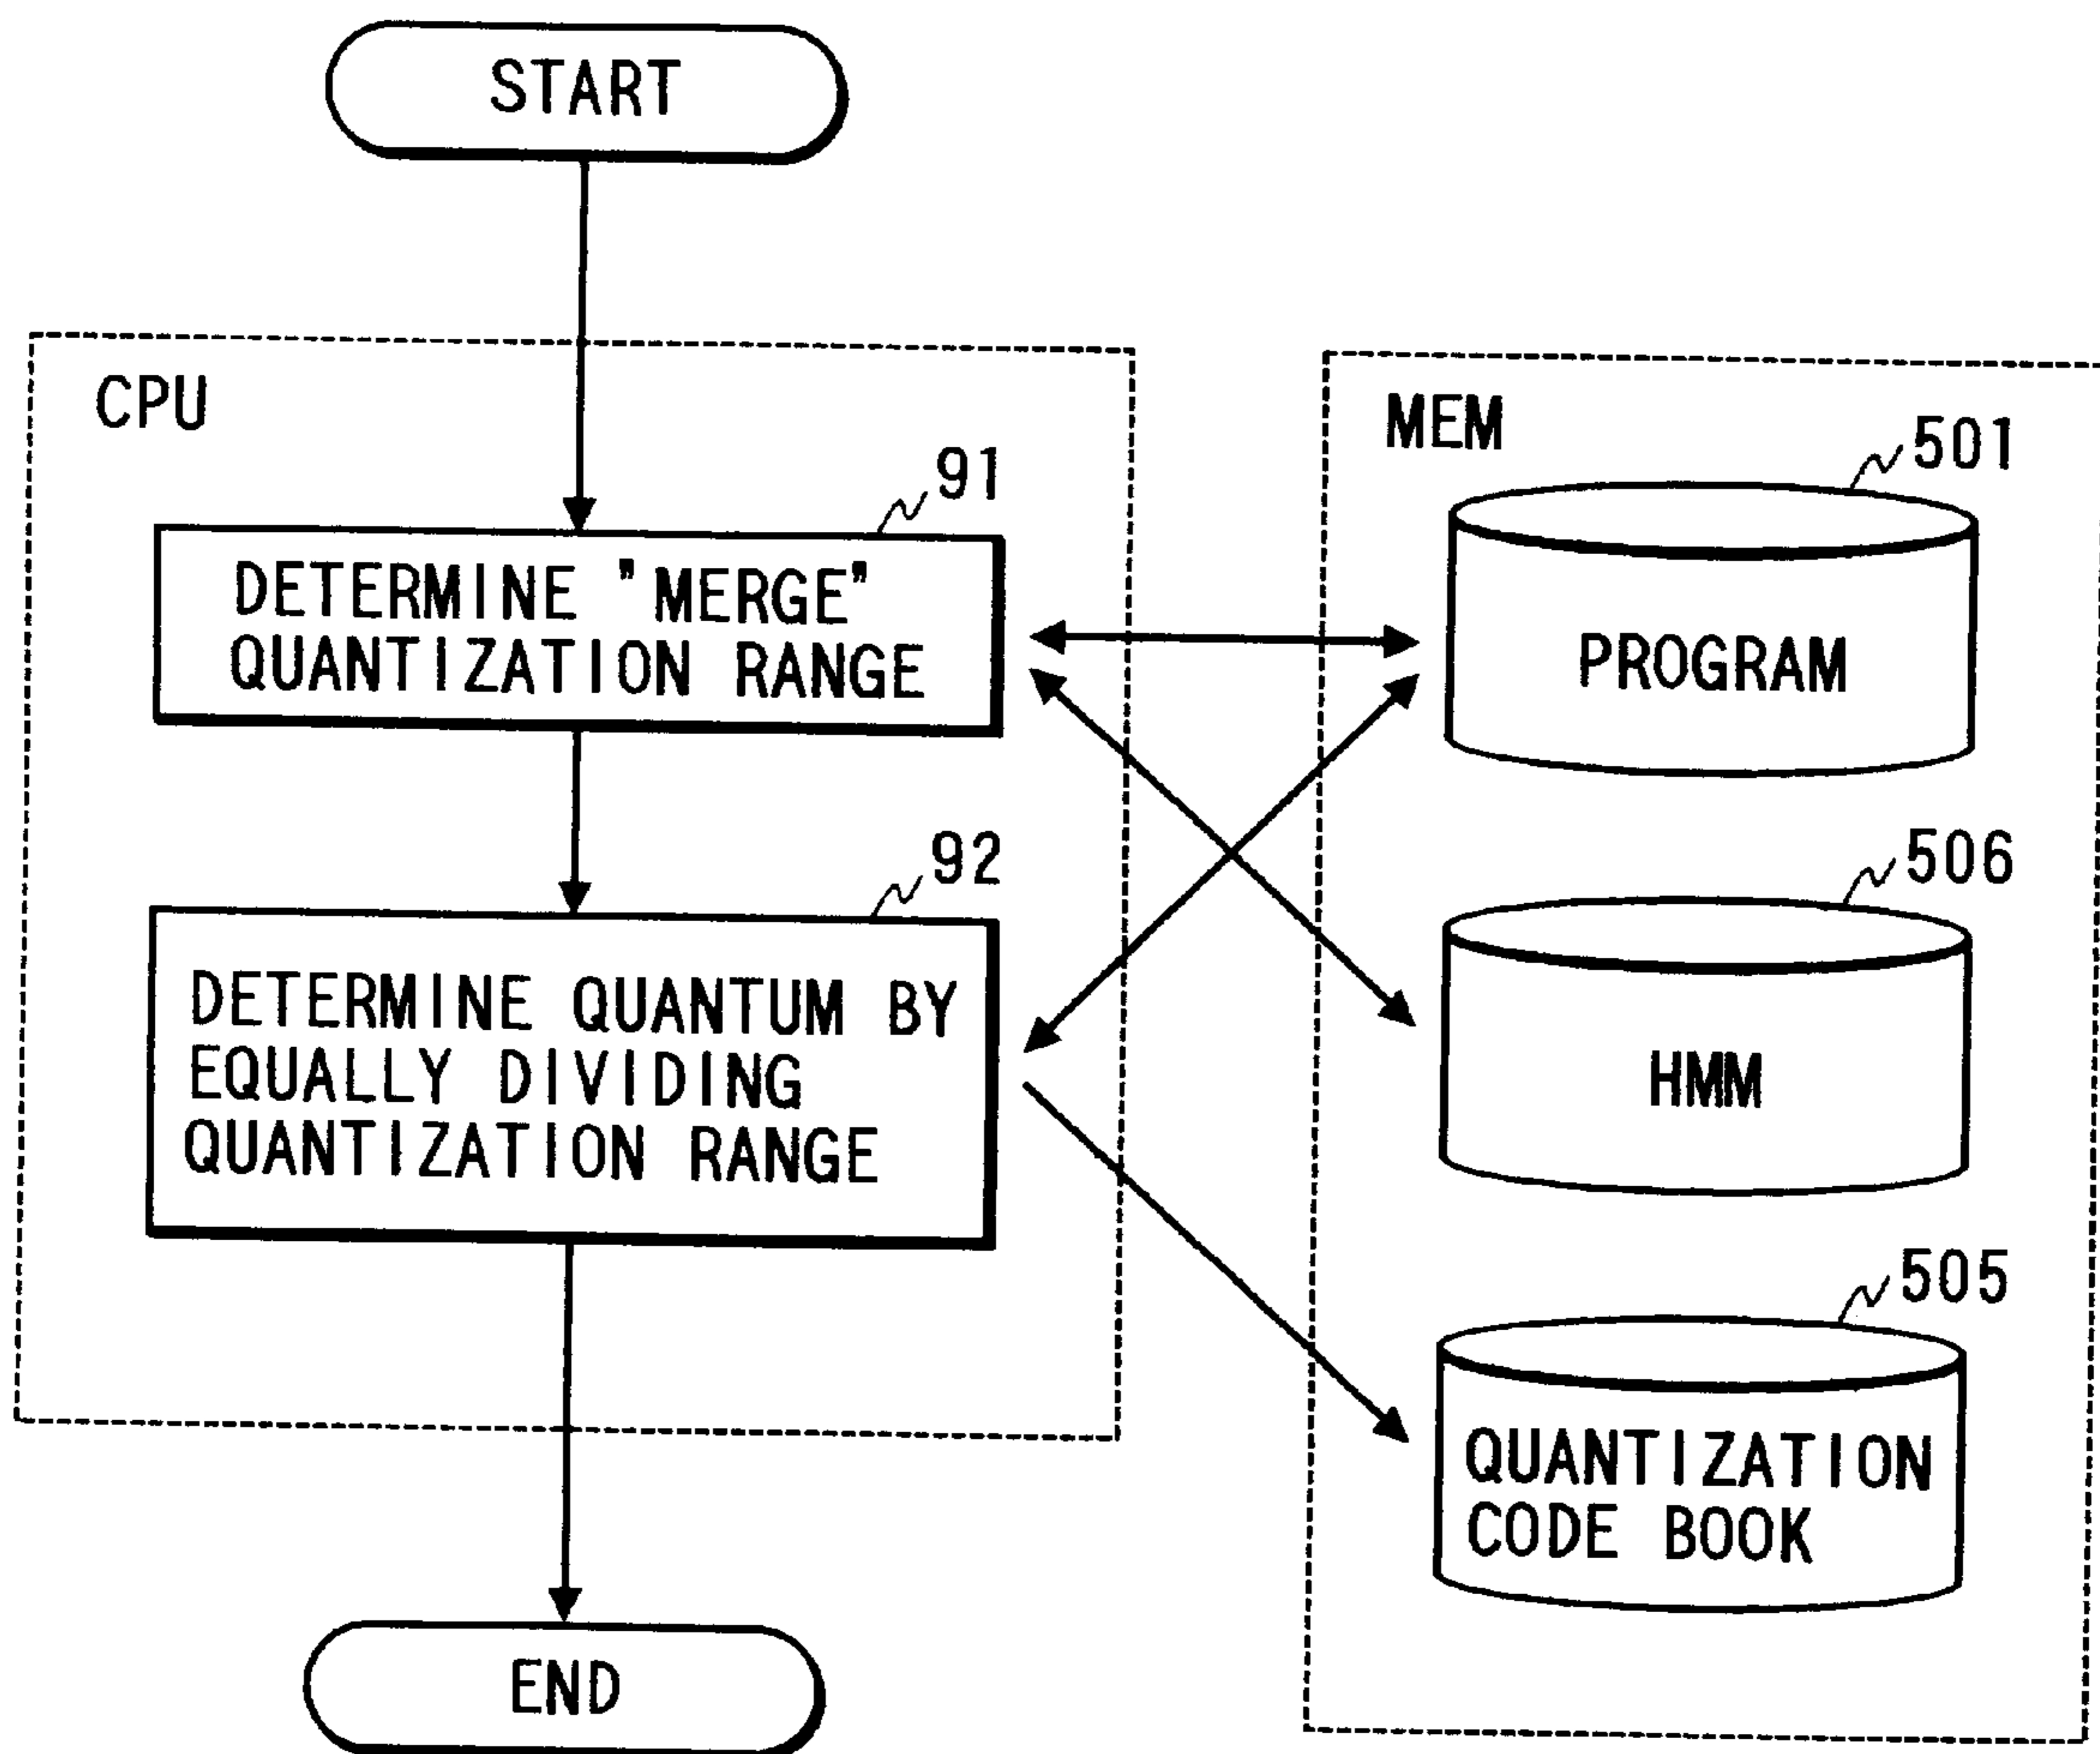 START
CPU
91
DETERMINE "MERGE"
QUANTIZATION RANGE
92
DETERMINE QUANTUM BY
EQUALLY DIVIDING
QUANTIZATION RANGE
END
MEM
501
PROGRAM
506
HMM
505
QUANTIZATION
CODE BOOK